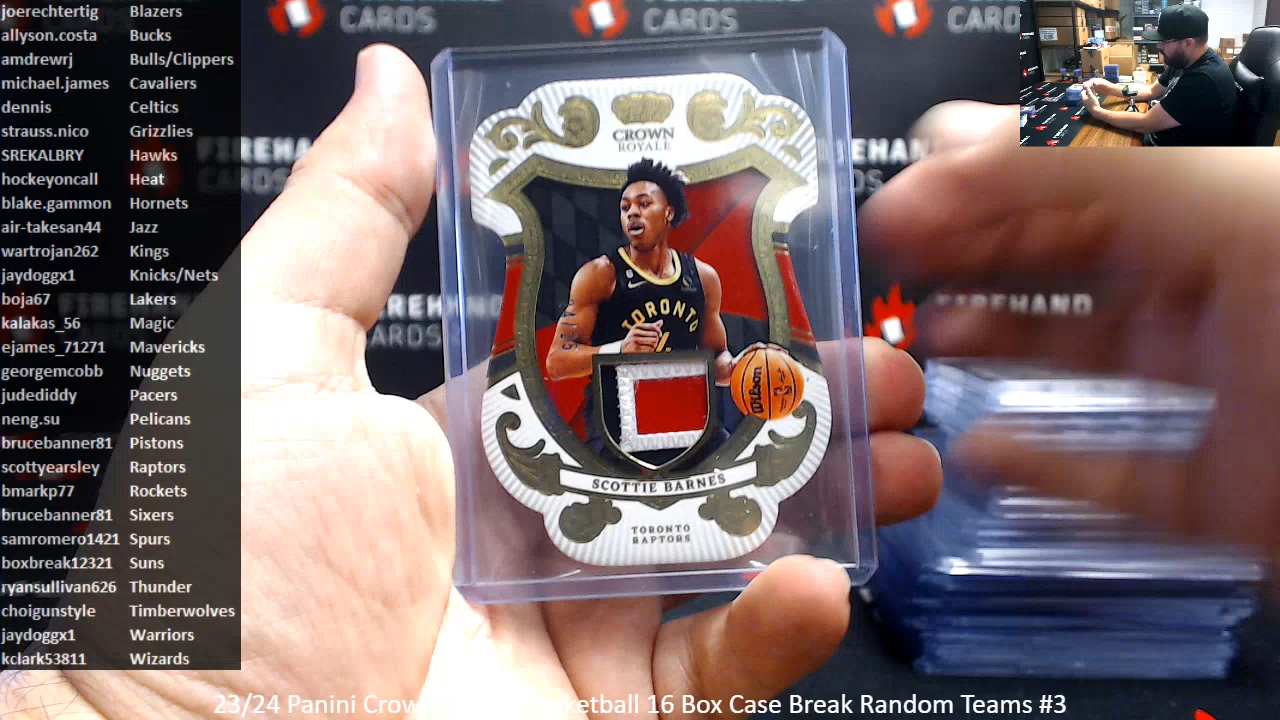 joerechtertig Blazers
allyson.costa Bucks
amdrewrj Bulls/Clippers
michael.james Cavaliers
dennis Celtics
strauss.nico Grizzlies
SREKALBRY Hawks
hockeyoncall Heat
blake.gammon Hornets
air-takesan44 Jazz
wartrojan262 Kings
jaydoggx1 Knicks/Nets
boja67 Lakers
kalakas_56 Magic
ejames_71271 Mavericks
georgemcobb Nuggets
judediddy Pacers
neng.su Pelicans
brucebanner81 Pistons
scottyearsley Raptors
bmarkp77 Rockets
brucebanner81 Sixers
samromero1421 Spurs
boxbreak12321 Suns
ryansullivan626 Thunder
choigunstyle Timberwolves
jaydoggx1 Warriors
kclark53811 Wizards
CARDS
CARDS
CARDS
CROWN
ROYALE
TORONTO
Wilson
SCOTTIE BARNES
TORONTO
RAPTORS
FIREHAND
CARDS
23/24 Panini 16 Box Case Break Random Teams #3